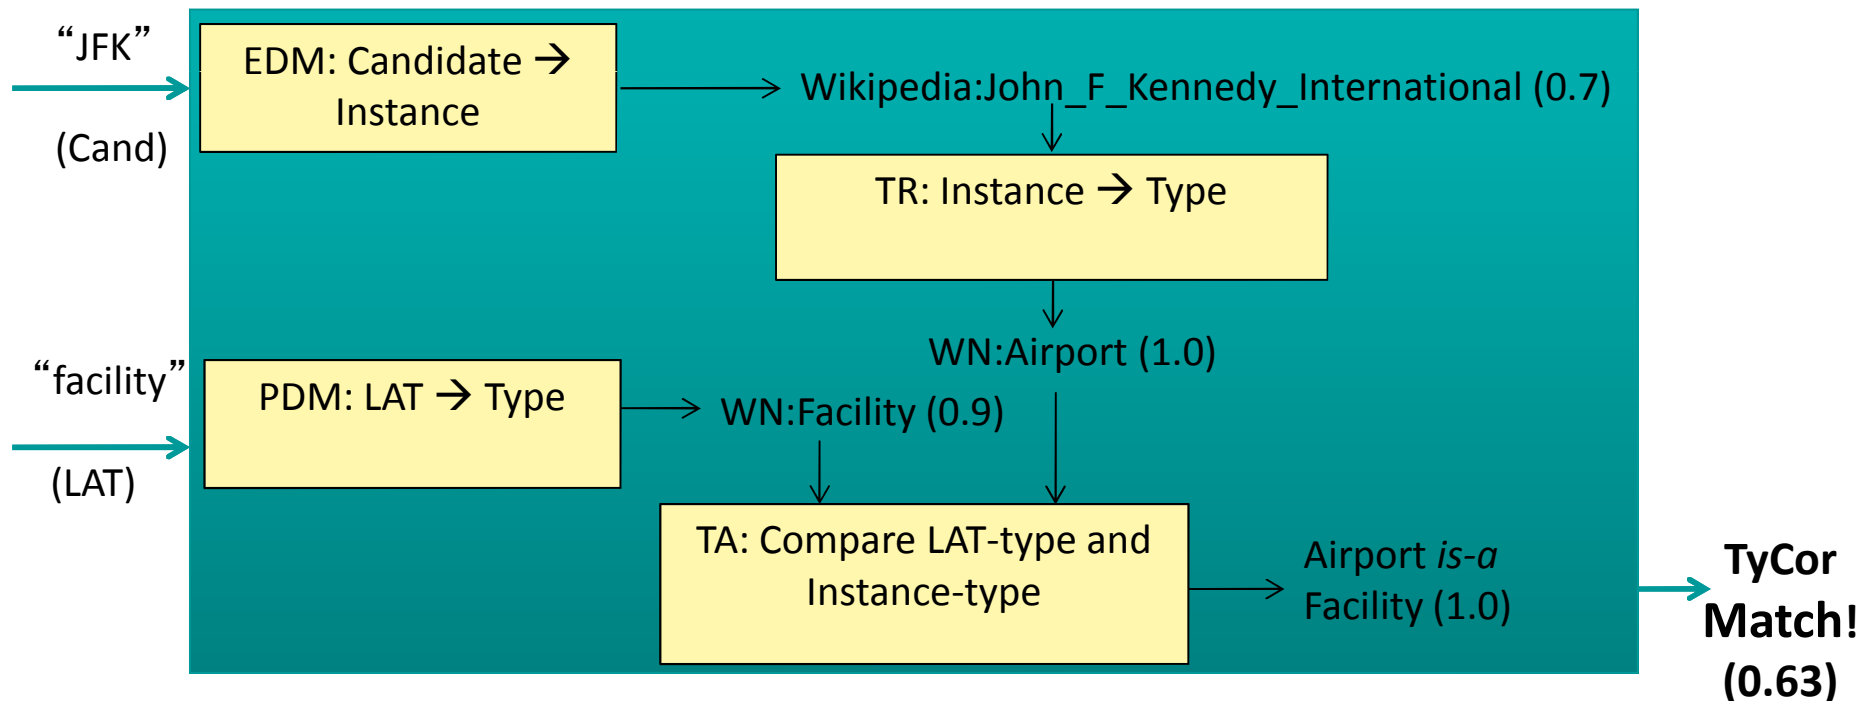 “JFK”
(Cand)
EDM: Candidate →
Instance
Wikipedia:John_F_Kennedy_International (0.7)
TR: Instance → Type
WN:Airport (1.0)
“facility”
(LAT)
PDM: LAT → Type
WN:Facility (0.9)
TA: Compare LAT-type and
Instance-type
Airport is-a
Facility (1.0)
TyCor
Match!
(0.63)